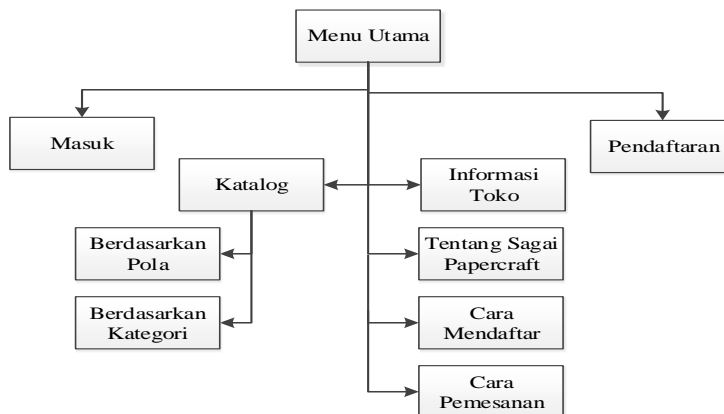 Menu Utama
Masuk
Pendaftaran
Katalog
Informasi
Toko
Berdasarkan
Pola
Tentang Sagai
Papercraft
Berdasarkan
Kategori
Cara
Mendaftar
Cara
Pemesanan